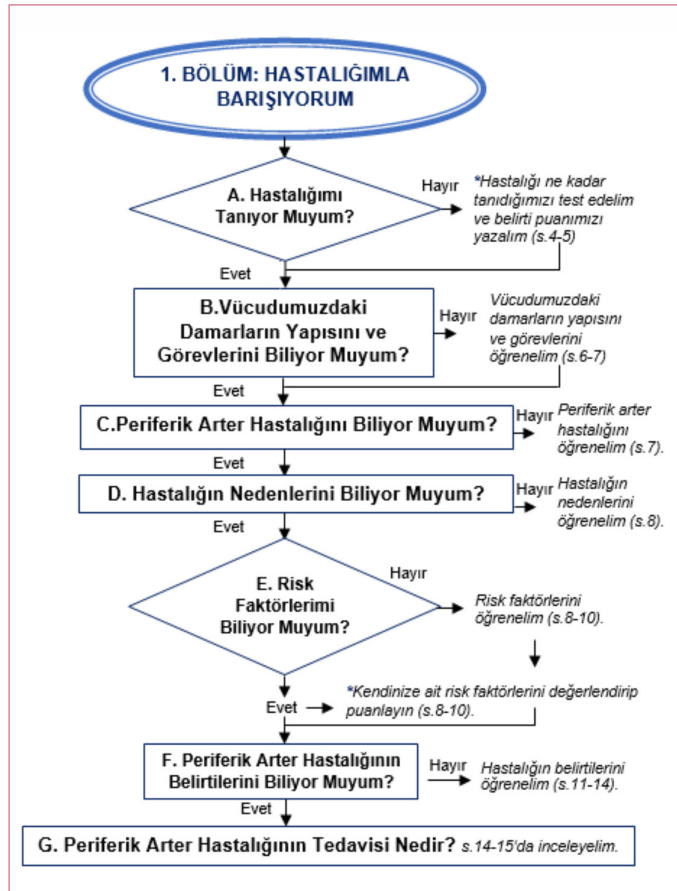 1. BÖLÜM: HASTALIĞIMLA
BARIŞIYORUM
A. Hastalığımı
Tanıyor Muyum?
Hayır
*Hastalığı ne kadar
tanıdığımızı test edelim
ve belirti puanımızı
yazalım (s.4-5)
Evet
B.Vücudumuzdaki
Damarların Yapısını ve
Görevlerini Biliyor Muyum?
Hayır
Vücudumuzdaki
damarların yapısını
ve görevlerini
öğrenelim (s.6-7)
Evet
C.Periferik Arter Hastalığını Biliyor Muyum?
Hayır
Periferik arter
hastalığını
öğrenelim (s.7).
Evet
D. Hastalığın Nedenlerini Biliyor Muyum?
Hayır
Hastalığın
nedenlerini
öğrenelim (s.8).
Evet
E. Risk
Faktörlerimi
Biliyor Muyum?
Hayır
Risk faktörlerini
öğrenelim (s.8-10).
Evet
*Kendinize ait risk faktörlerini değerlendirip
puanlayın (s.8-10).
F. Periferik Arter Hastalığının
Belirtilerini Biliyor Muyum?
Hayır
Hastalığın belirtilerini
öğrenelim (s.11-14).
Evet
G. Periferik Arter Hastalığının Tedavisi Nedir? s.14-15'da inceleyelim.